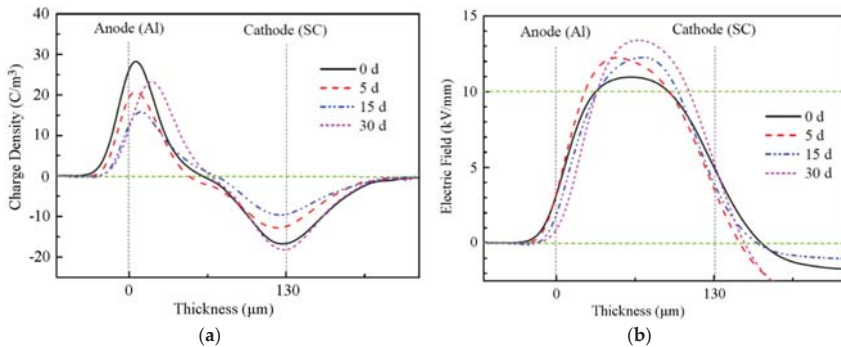 Anode (Al)
Cathode (SC)
40
30
20
10
0
-10
-20
Charge Density (C/m³)
0 d
5 d
15 d
30 d
0
130
Thickness (μm)
(a)
Anode (Al)
Cathode (SC)
15
10
5
0
Electric Field (kV/mm)
0 d
5 d
15 d
30 d
0
130
Thickness (μm)
(b)